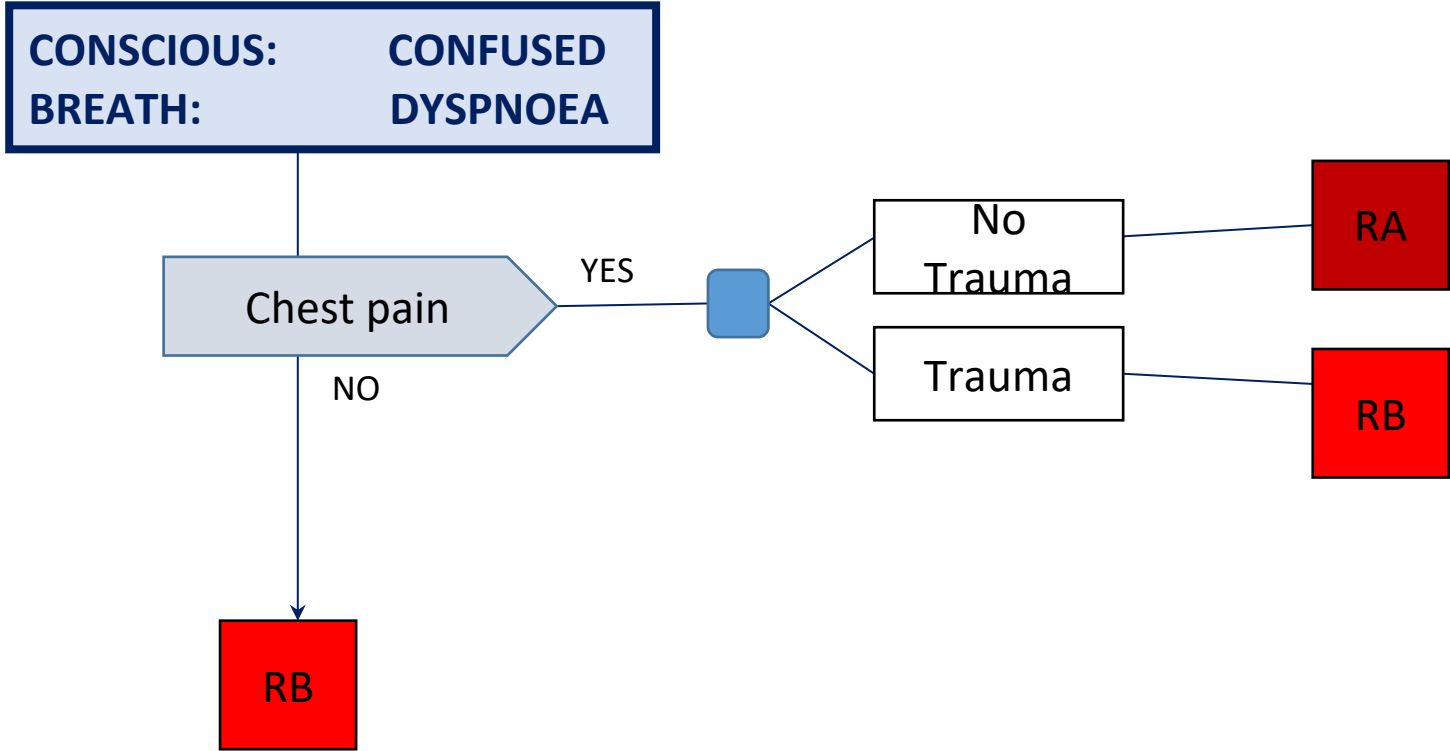 CONSCIOUS: CONFUSED
BREATH: DYSPNOEA
Chest pain
YES
NO
No
Trauma
Trauma
RA
RB
RB